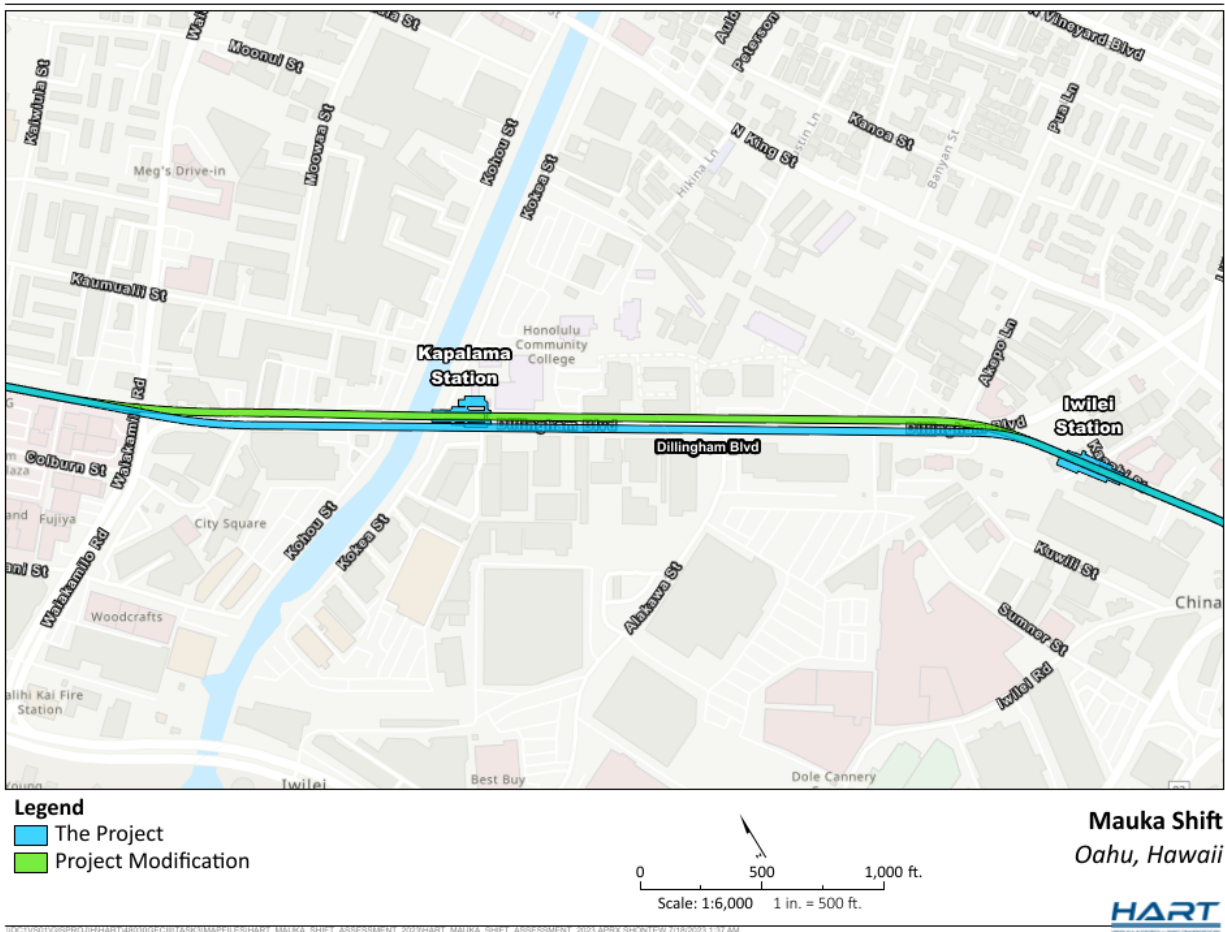 N Vineyard Blvd
Moonui St
Peterson
Kaiwiula St
Pua Ln
Moowaa St
Kohou St
Kanoa St
N King St
Banyan St
Meg's Drive-in
Hikina Ln
Kokea St
Kaumualii St
Honolulu
Community
College
Kapalama
Station
Akepo Ln
Iwilei
Station
Dillingham Blvd
Colburn St
Fujiya
City Square
Kohou St
Kokea St
Waiakamilo Rd
Alakawa St
Kuwili St
China
Woodcrafts
Sumner St
Iwilei Rd
Kai Fire
Station
Iwilei
Best Buy
Dole Cannery
Legend
The Project
Project Modification
Mauka Shift
Oahu, Hawaii
0 500 1,000 ft.
Scale: 1:6,000 1 in. = 500 ft.
HART